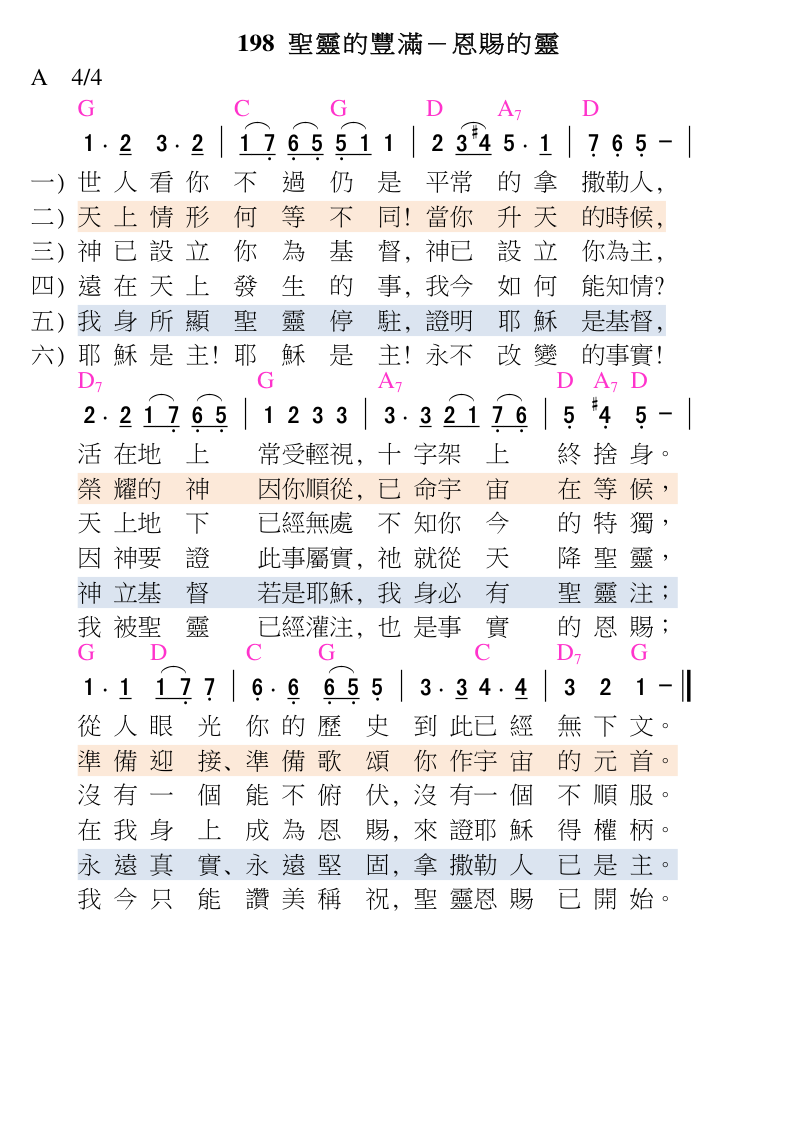 198 聖靈的豐滿－恩賜的靈
A 4/4
G C G D A7 D
1 · 2 3 · 2 | 1 7 6 5 5 1 1 | 2 3 #4 5 · 1 | 7 6 5 － |
一) 世人看你不過仍是平常的拿撒勒人,
二) 天上情形何等不同! 當你升天的時候,
三) 神已設立你為基督, 神已設立你為主,
四) 遠在天上發生的事, 我今如何能知情?
五) 我身所顯聖靈停駐, 證明耶穌是基督,
六) 耶穌是主! 耶穌是主! 永不改變的事實!
D7 G A7 D A7 D
2 · 2 1 7 6 5 | 1 2 3 3 | 3 · 3 2 1 7 6 | 5 #4 5 － |
活在地上常受輕視, 十字架上終捨身。
榮耀的神因你順從, 已命宇宙在等候，
天上地下已經無處不知你今的特獨，
因神要證此事屬實, 祂就從天降聖靈，
神立基督若是耶穌, 我身必有聖靈注；
我被聖靈已經灌注, 也是事實的恩賜；
G D C G C D7 G
1 · 1 1 7 7 | 6 · 6 6 5 5 | 3 · 3 4 · 4 | 3 2 1 － ||
從人眼光你的歷史到此已經無下文。
準備迎接、準備歌頌你作宇宙的元首。
沒有一個能不俯伏, 沒有一個不順服。
在我身上成為恩賜, 來證耶穌得權柄。
永遠真實、永遠堅固, 拿撒勒人已是主。
我今只能讚美稱祝, 聖靈恩賜已開始。